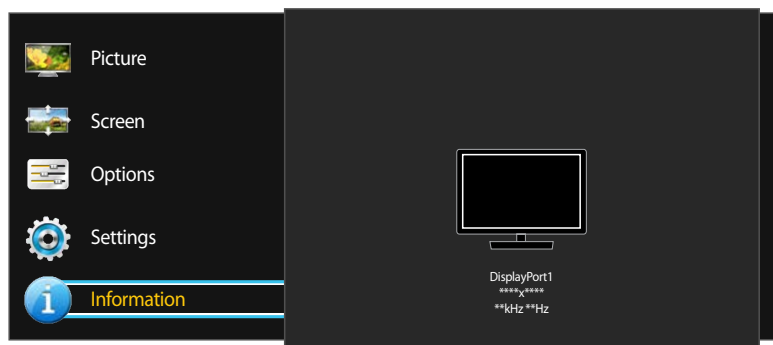 Picture
Screen
Options
Settings
Information
DisplayPort1
****x****
**kHz **Hz